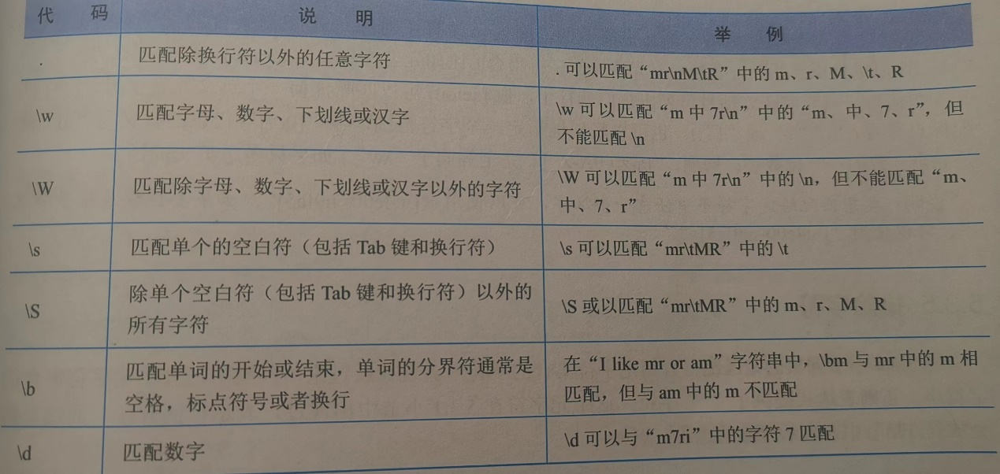 代 码 说 明 举 例
. 匹配除换行符以外的任意字符 . 可以匹配“mr\nM\tR”中的 m、r、M、\t、R
\w 匹配字母、数字、下划线或汉字 \w 可以匹配“m 中 7r\n”中的“m、中、7、r”，但
不能匹配 \n
\W 匹配除字母、数字、下划线或汉字以外的字符 \W 可以匹配“m 中 7r\n”中的 \n，但不能匹配“m、
中、7、r”
\s 匹配单个的空白符（包括 Tab 键和换行符） \s 可以匹配“mr\tMR”中的 \t
\S 除单个空白符（包括 Tab 键和换行符）以外的
所有字符 \S 或以匹配“mr\tMR”中的 m、r、M、R
\b 匹配单词的开始或结束，单词的分界符通常是
空格，标点符号或者换行 在“I like mr or am”字符串中，\bm 与 mr 中的 m 相
匹配，但与 am 中的 m 不匹配
\d 匹配数字 \d 可以与“m7ri”中的字符 7 匹配